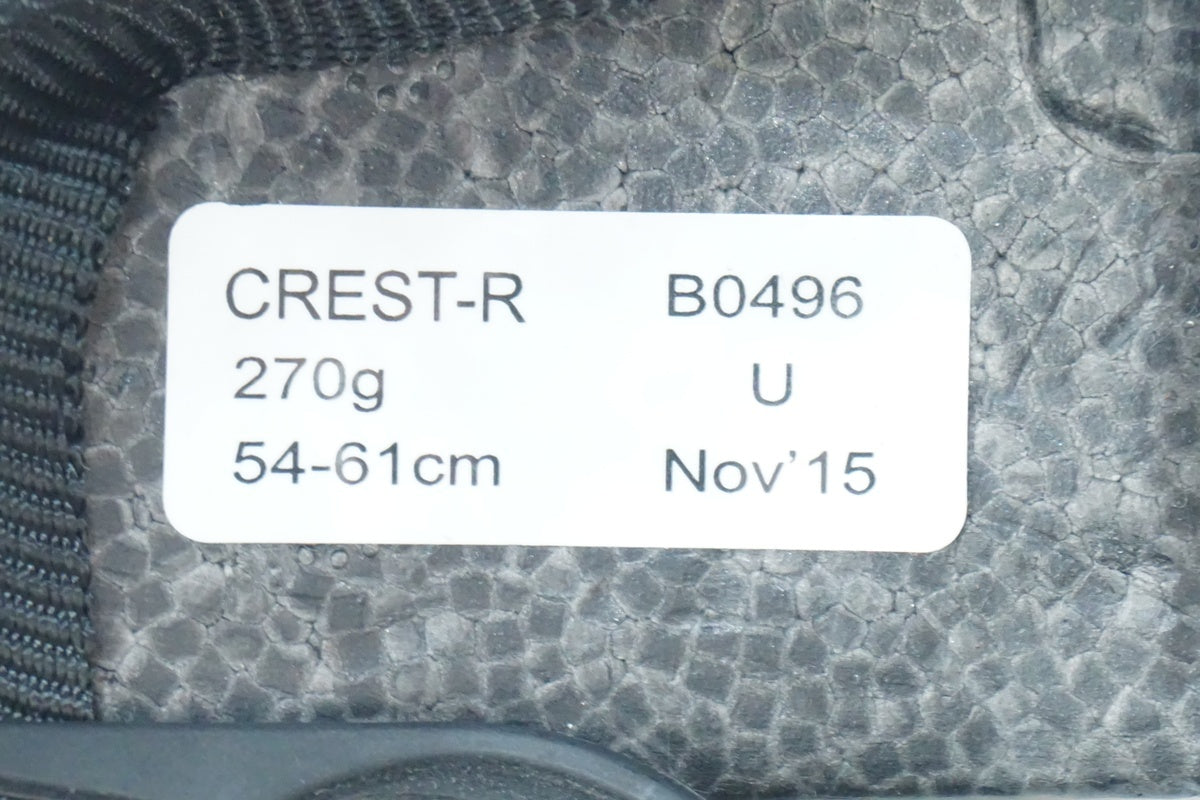 CREST-R B0496
270g U
54-61cm Nov'15